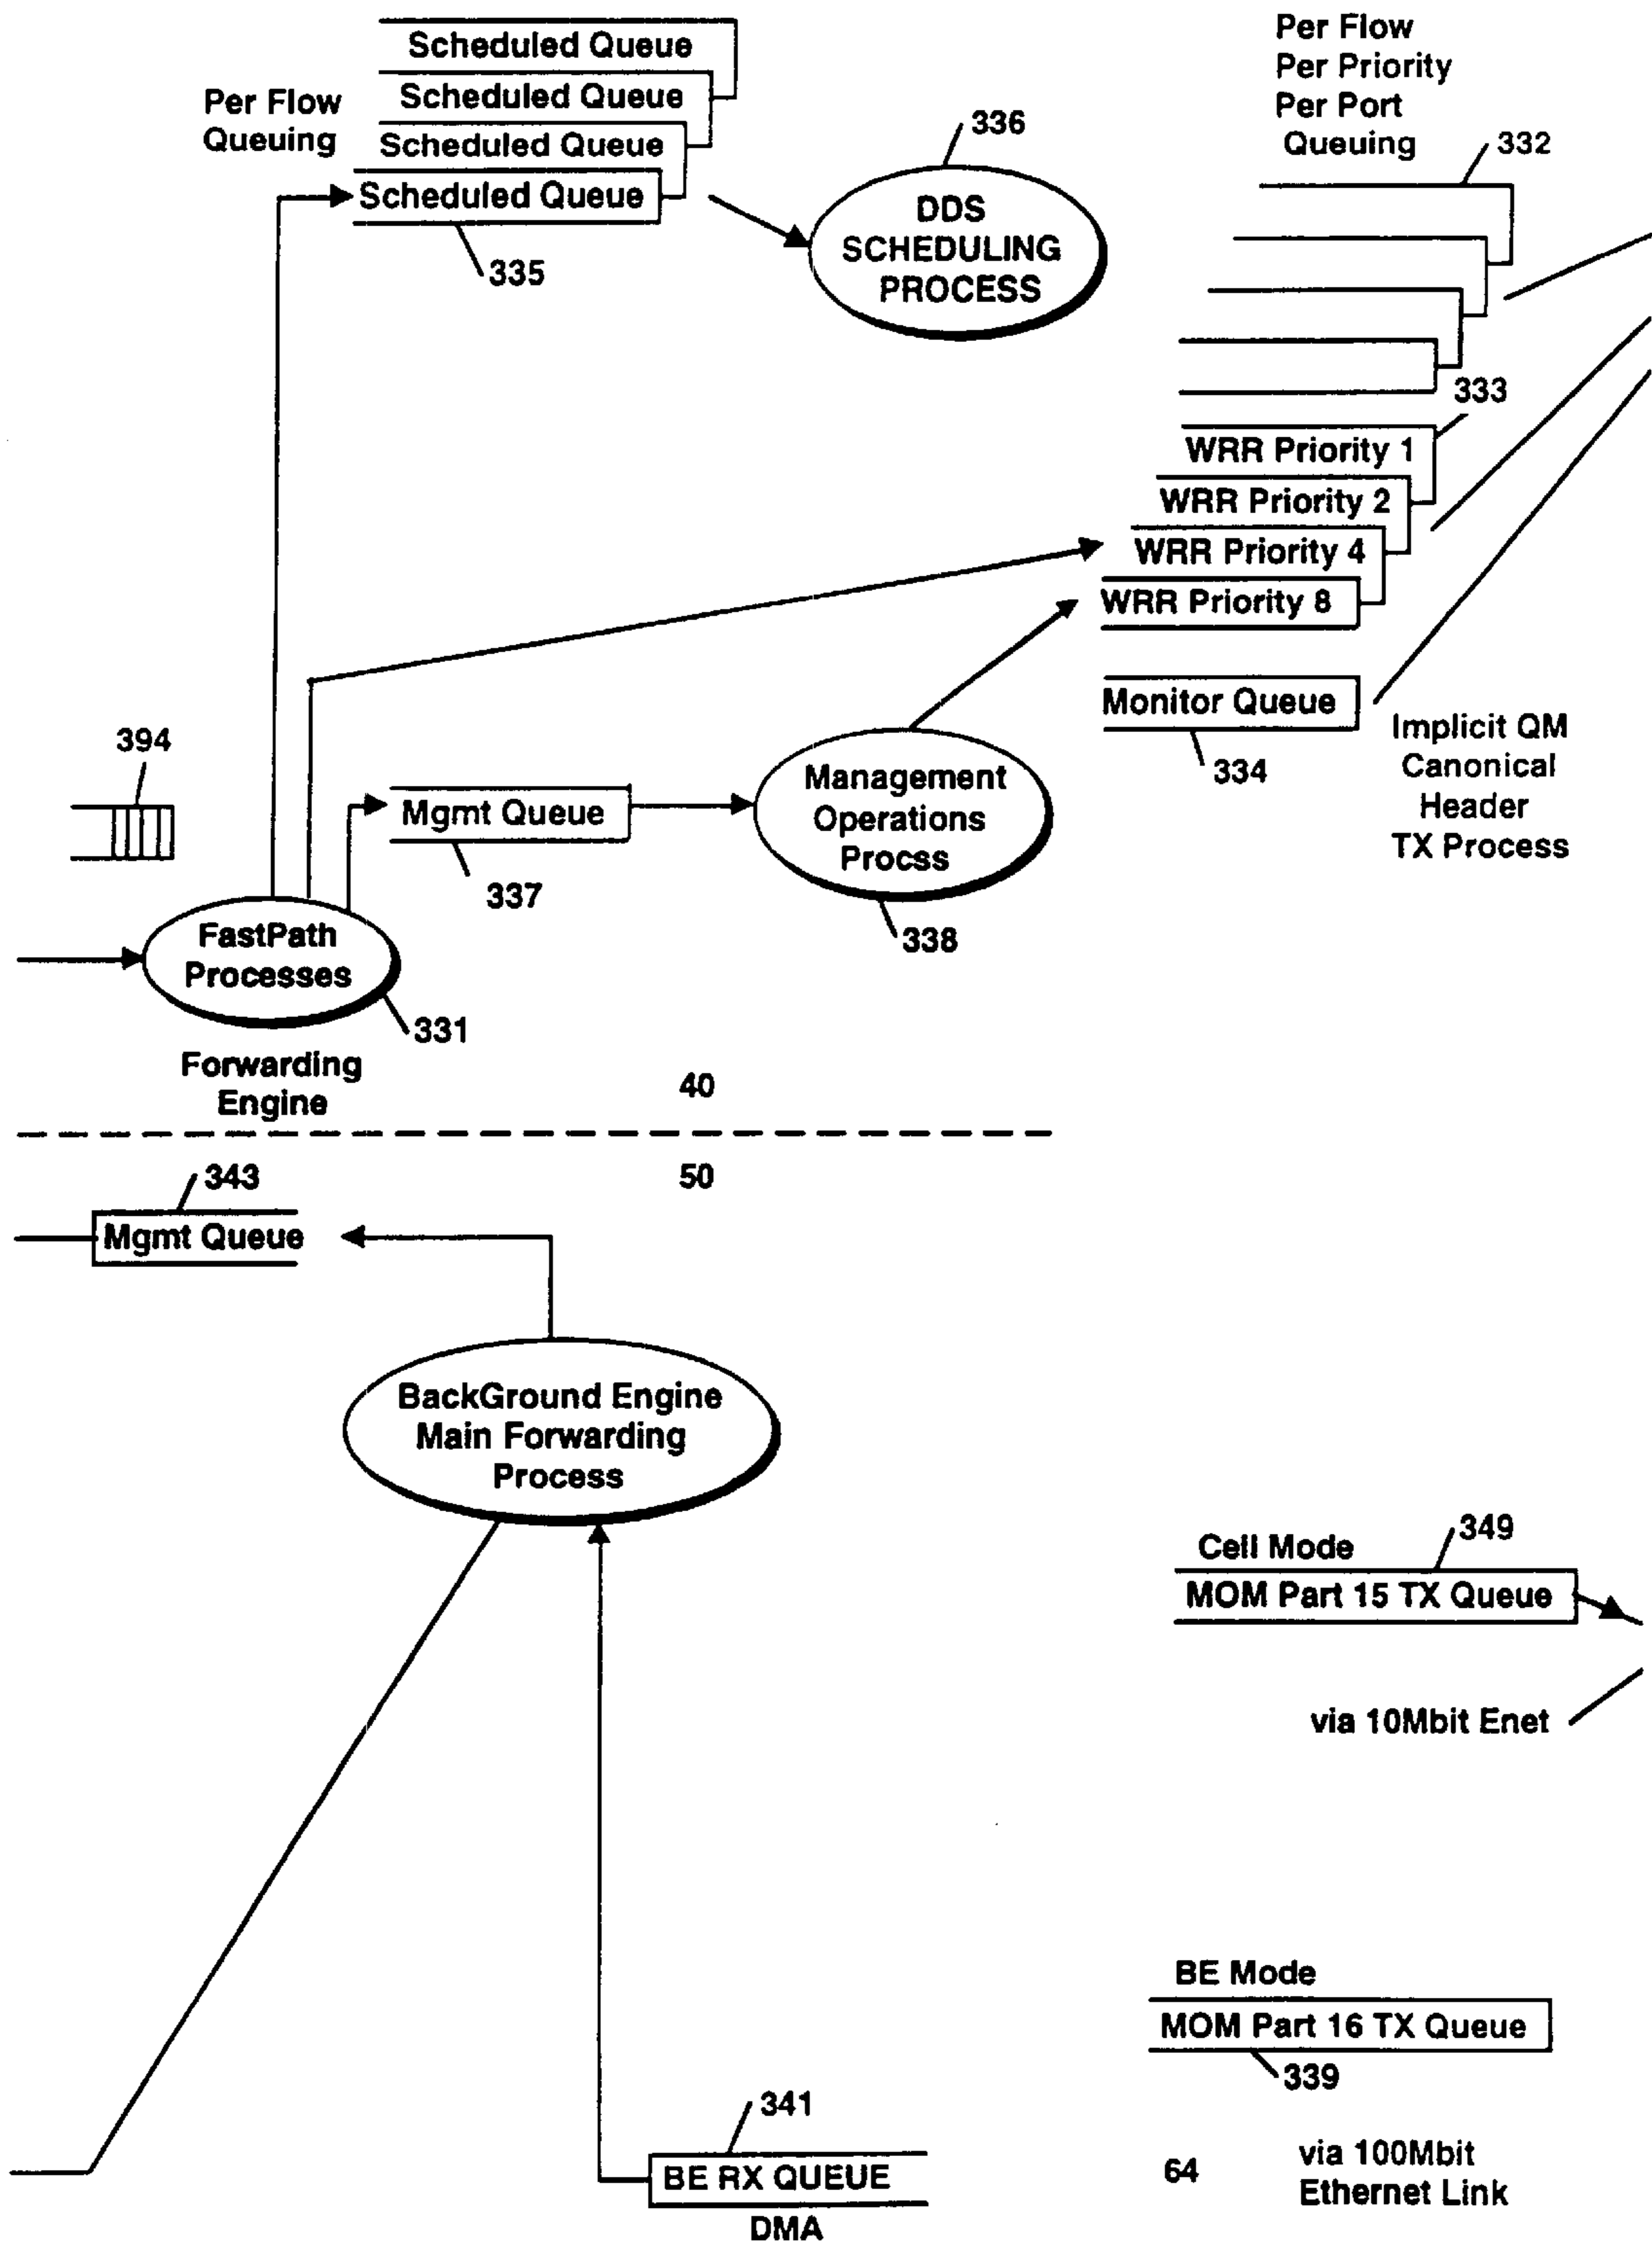 Scheduled Queue
Scheduled Queue
Scheduled Queue
Scheduled Queue
Per Flow
Queuing
335
336
DDS
SCHEDULING
PROCESS
Per Flow
Per Priority
Per Port
Queuing
332
333
WRR Priority 1
WRR Priority 2
WRR Priority 4
WRR Priority 8
Monitor Queue
334
Implicit QM
Canonical
Header
TX Process
394
Mgmt Queue
337
Management
Operations
Procss
338
FastPath
Processes
331
Forwarding
Engine
40
50
343
Mgmt Queue
BackGround Engine
Main Forwarding
Process
Cell Mode
349
MOM Part 15 TX Queue
via 10Mbit Enet
BE Mode
MOM Part 16 TX Queue
339
341
BE RX QUEUE
DMA
64
via 100Mbit
Ethernet Link